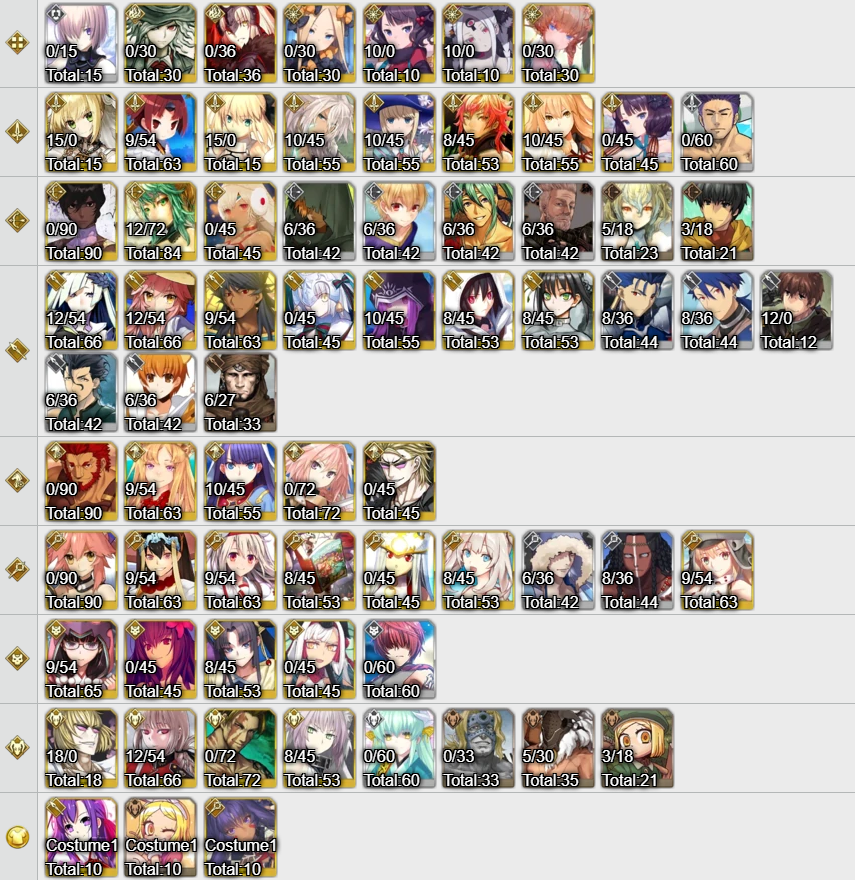 0/15 0/30 0/36 0/30 10/0 10/0 0/30
Total:15 Total:30 Total:36 Total:30 Total:10 Total:10 Total:30
15/0 9/54 15/0 10/45 10/45 8/45 10/45 0/45 0/60
Total:15 Total:63 Total:15 Total:55 Total:55 Total:53 Total:55 Total:45 Total:60
0/90 12/72 0/45 6/36 6/36 6/36 6/36 5/18 3/18
Total:90 Total:84 Total:45 Total:42 Total:42 Total:42 Total:42 Total:23 Total:21
12/54 12/54 9/54 0/45 10/45 8/45 8/45 8/36 8/36 12/0
Total:66 Total:66 Total:63 Total:45 Total:55 Total:53 Total:53 Total:44 Total:44 Total:12
6/36 6/36 6/27
Total:42 Total:42 Total:33
0/90 9/54 10/45 0/72 0/45
Total:90 Total:63 Total:55 Total:72 Total:45
0/90 9/54 9/54 8/45 0/45 8/45 6/36 8/36 9/54
Total:90 Total:63 Total:63 Total:53 Total:45 Total:53 Total:42 Total:44 Total:63
9/54 0/45 8/45 0/45 0/60
Total:65 Total:45 Total:53 Total:45 Total:60
18/0 12/54 0/72 8/45 0/60 0/33 5/30 3/18
Total:18 Total:66 Total:72 Total:53 Total:60 Total:33 Total:35 Total:21
Costume1 Costume1 Costume1
Total:10 Total:10 Total:10